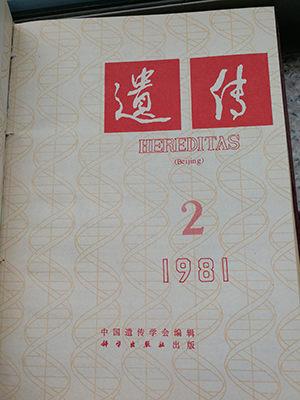 遺传
HEREDITAS
(Beijing)
2
1981
中国遗传学会编辑
科学出版社 出版